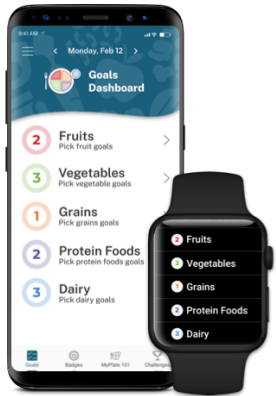 9:41 AM
Monday, Feb 12
Goals
Dashboard
2 Fruits
Pick fruit goals
3 Vegetables
Pick vegetable goals
1 Grains
Pick grains goals
2 Protein Foods
Pick protein foods goals
3 Dairy
Pick dairy goals
Goals Badges MyPlate 101 Challenges
2 Fruits
3 Vegetables
1 Grains
2 Protein Foods
3 Dairy